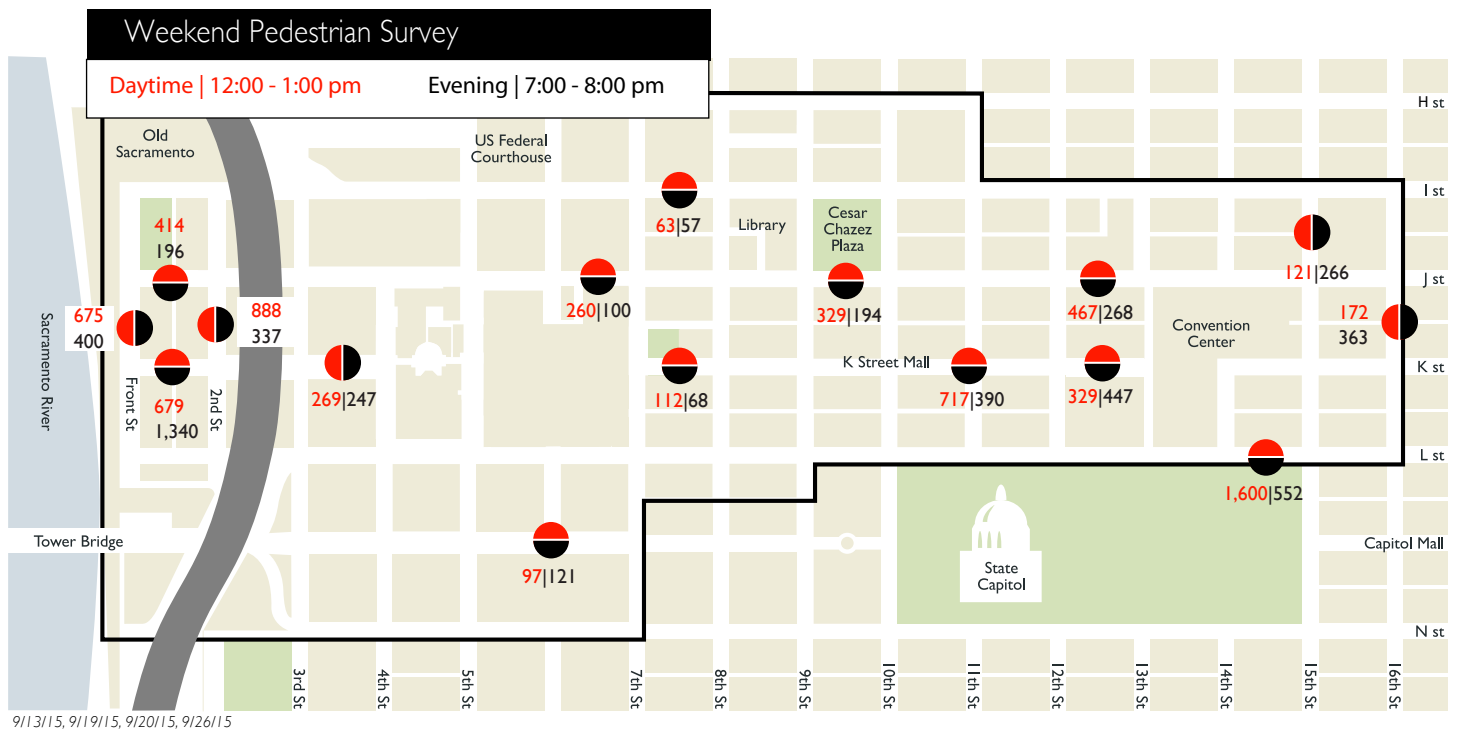 Weekend Pedestrian Survey
Daytime | 12:00 - 1:00 pm
Evening | 7:00 - 8:00 pm
H st
Old
Sacramento
US Federal
Courthouse
I st
63|57
Library
Cesar
Chazez
Plaza
414
196
121|266
J st
260|100
329|194
467|268
675
400
888
337
172
363
Convention
Center
Sacramento River
K Street Mall
K st
Front St
2nd St
269|247
112|68
717|390
329|447
679
1,340
L st
1,600|552
Tower Bridge
Capitol Mall
97|121
State
Capitol
N st
3rd St
4th St
5th St
7th St
8th St
9th St
10th St
11th St
12th St
13th St
14th St
15th St
16th St
9/13/15, 9/19/15, 9/20/15, 9/26/15